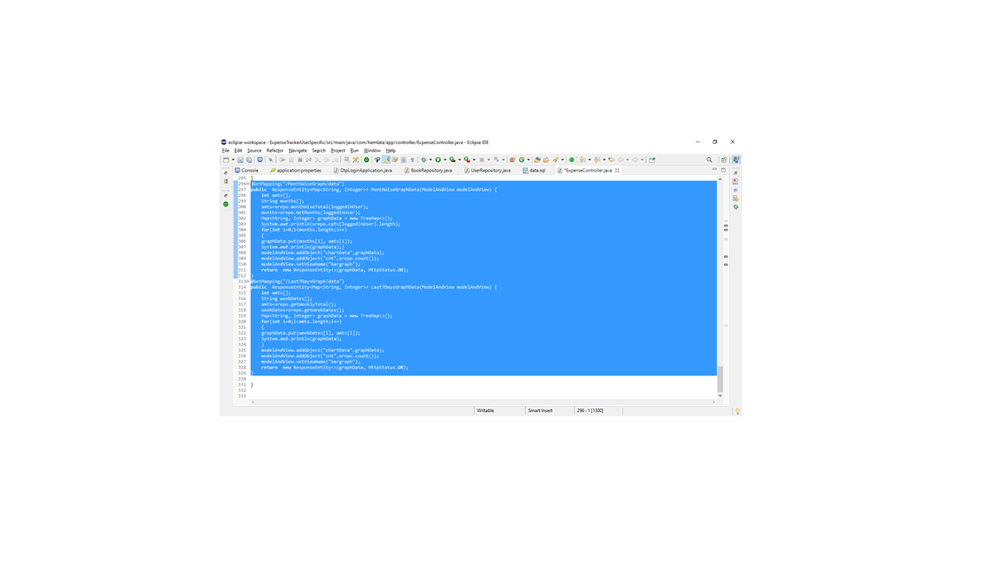 eclipse-workspace - ExpenseTrackerUserSpecific/src/main/java/com/hemlata/app/controller/ExpenseController.java - Eclipse IDE
File Edit Source Refactor Navigate Search Project Run Window Help
Console application.properties OtpLoginApplication.java BookRepository.java UserRepository.java data.sql *ExpenseController.java
295 }
296 @GetMapping("/MonthWiseGraph/data")
297 public ResponseEntity<Map<String, Integer>> MonthWiseGraphData(ModelAndView modelAndView) {
298 int amts[];
299 String months[];
300 amts=xrepo.monthWiseTotal(loggedInUser);
301 months=xrepo.GetMonths(loggedInUser);
302 Map<String, Integer> graphData = new TreeMap<>();
303 System.out.println(xrepo.cats(loggedInUser).length);
304 for(int i=0;i<months.length;i++)
305 {
306 graphData.put(months[i], amts[i]);
307 System.out.println(graphData);}
308 modelAndView.addObject("chartData",graphData);
309 modelAndView.addObject("cnt",xrepo.count());
310 modelAndView.setViewName("bargraph");
311 return new ResponseEntity<>(graphData, HttpStatus.OK);
312 }
313 @GetMapping("/Last7DaysGraph/data")
314 public ResponseEntity<Map<String, Integer>> Last7DaysGraphData(ModelAndView modelAndView) {
315 int amts[];
316 String weekDates[];
317 amts=xrepo.getWeeklyTotal();
318 weekDates=xrepo.getWeekDates();
319 Map<String, Integer> graphData = new TreeMap<>();
320 for(int i=0;i<amts.length;i++)
321 {
322 graphData.put(weekDates[i], amts[i]);
323 System.out.println(graphData);
324 }
325 modelAndView.addObject("chartData",graphData);
326 modelAndView.addObject("cnt",xrepo.count());
327 modelAndView.setViewName("bargraph");
328 return new ResponseEntity<>(graphData, HttpStatus.OK);
329 }
330
331 }
332
333
Writable Smart Insert 296 : 1 [1300]